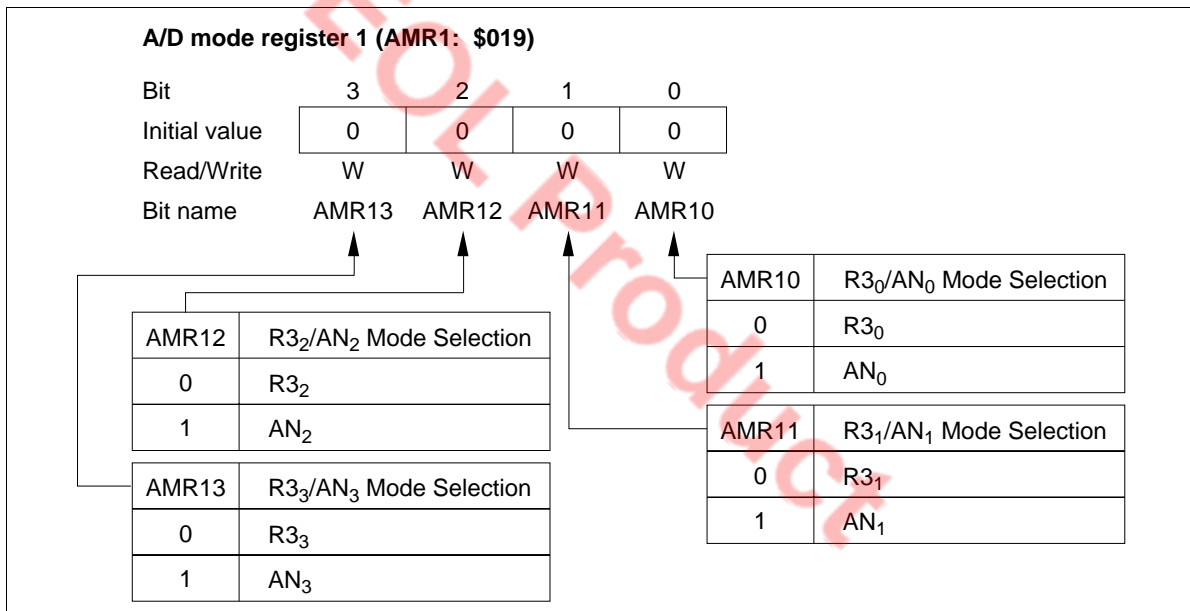 A/D mode register 1 (AMR1: $019)
Bit 3 2 1 0
Initial value 0 0 0 0
Read/Write W W W W
Bit name AMR13 AMR12 AMR11 AMR10
AMR10 R3₀/AN₀ Mode Selection
0 R3₀
1 AN₀
AMR12 R3₂/AN₂ Mode Selection
0 R3₂
1 AN₂
AMR11 R3₁/AN₁ Mode Selection
0 R3₁
1 AN₁
AMR13 R3₃/AN₃ Mode Selection
0 R3₃
1 AN₃
EOL Product